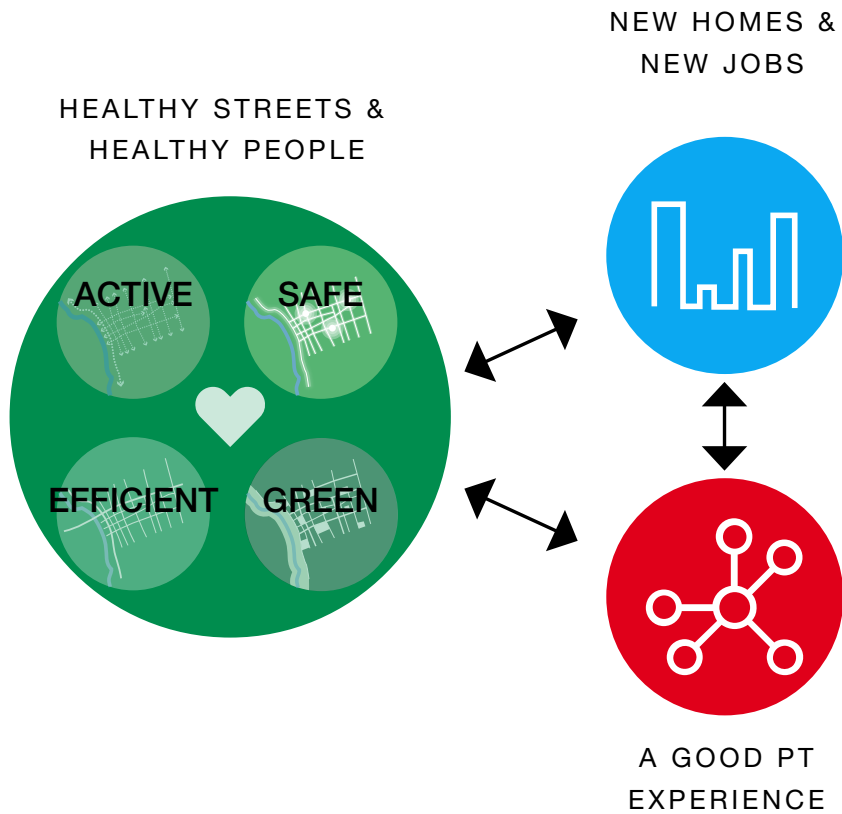 NEW HOMES &
NEW JOBS
HEALTHY STREETS &
HEALTHY PEOPLE
ACTIVE
SAFE
EFFICIENT
GREEN
A GOOD PT
EXPERIENCE